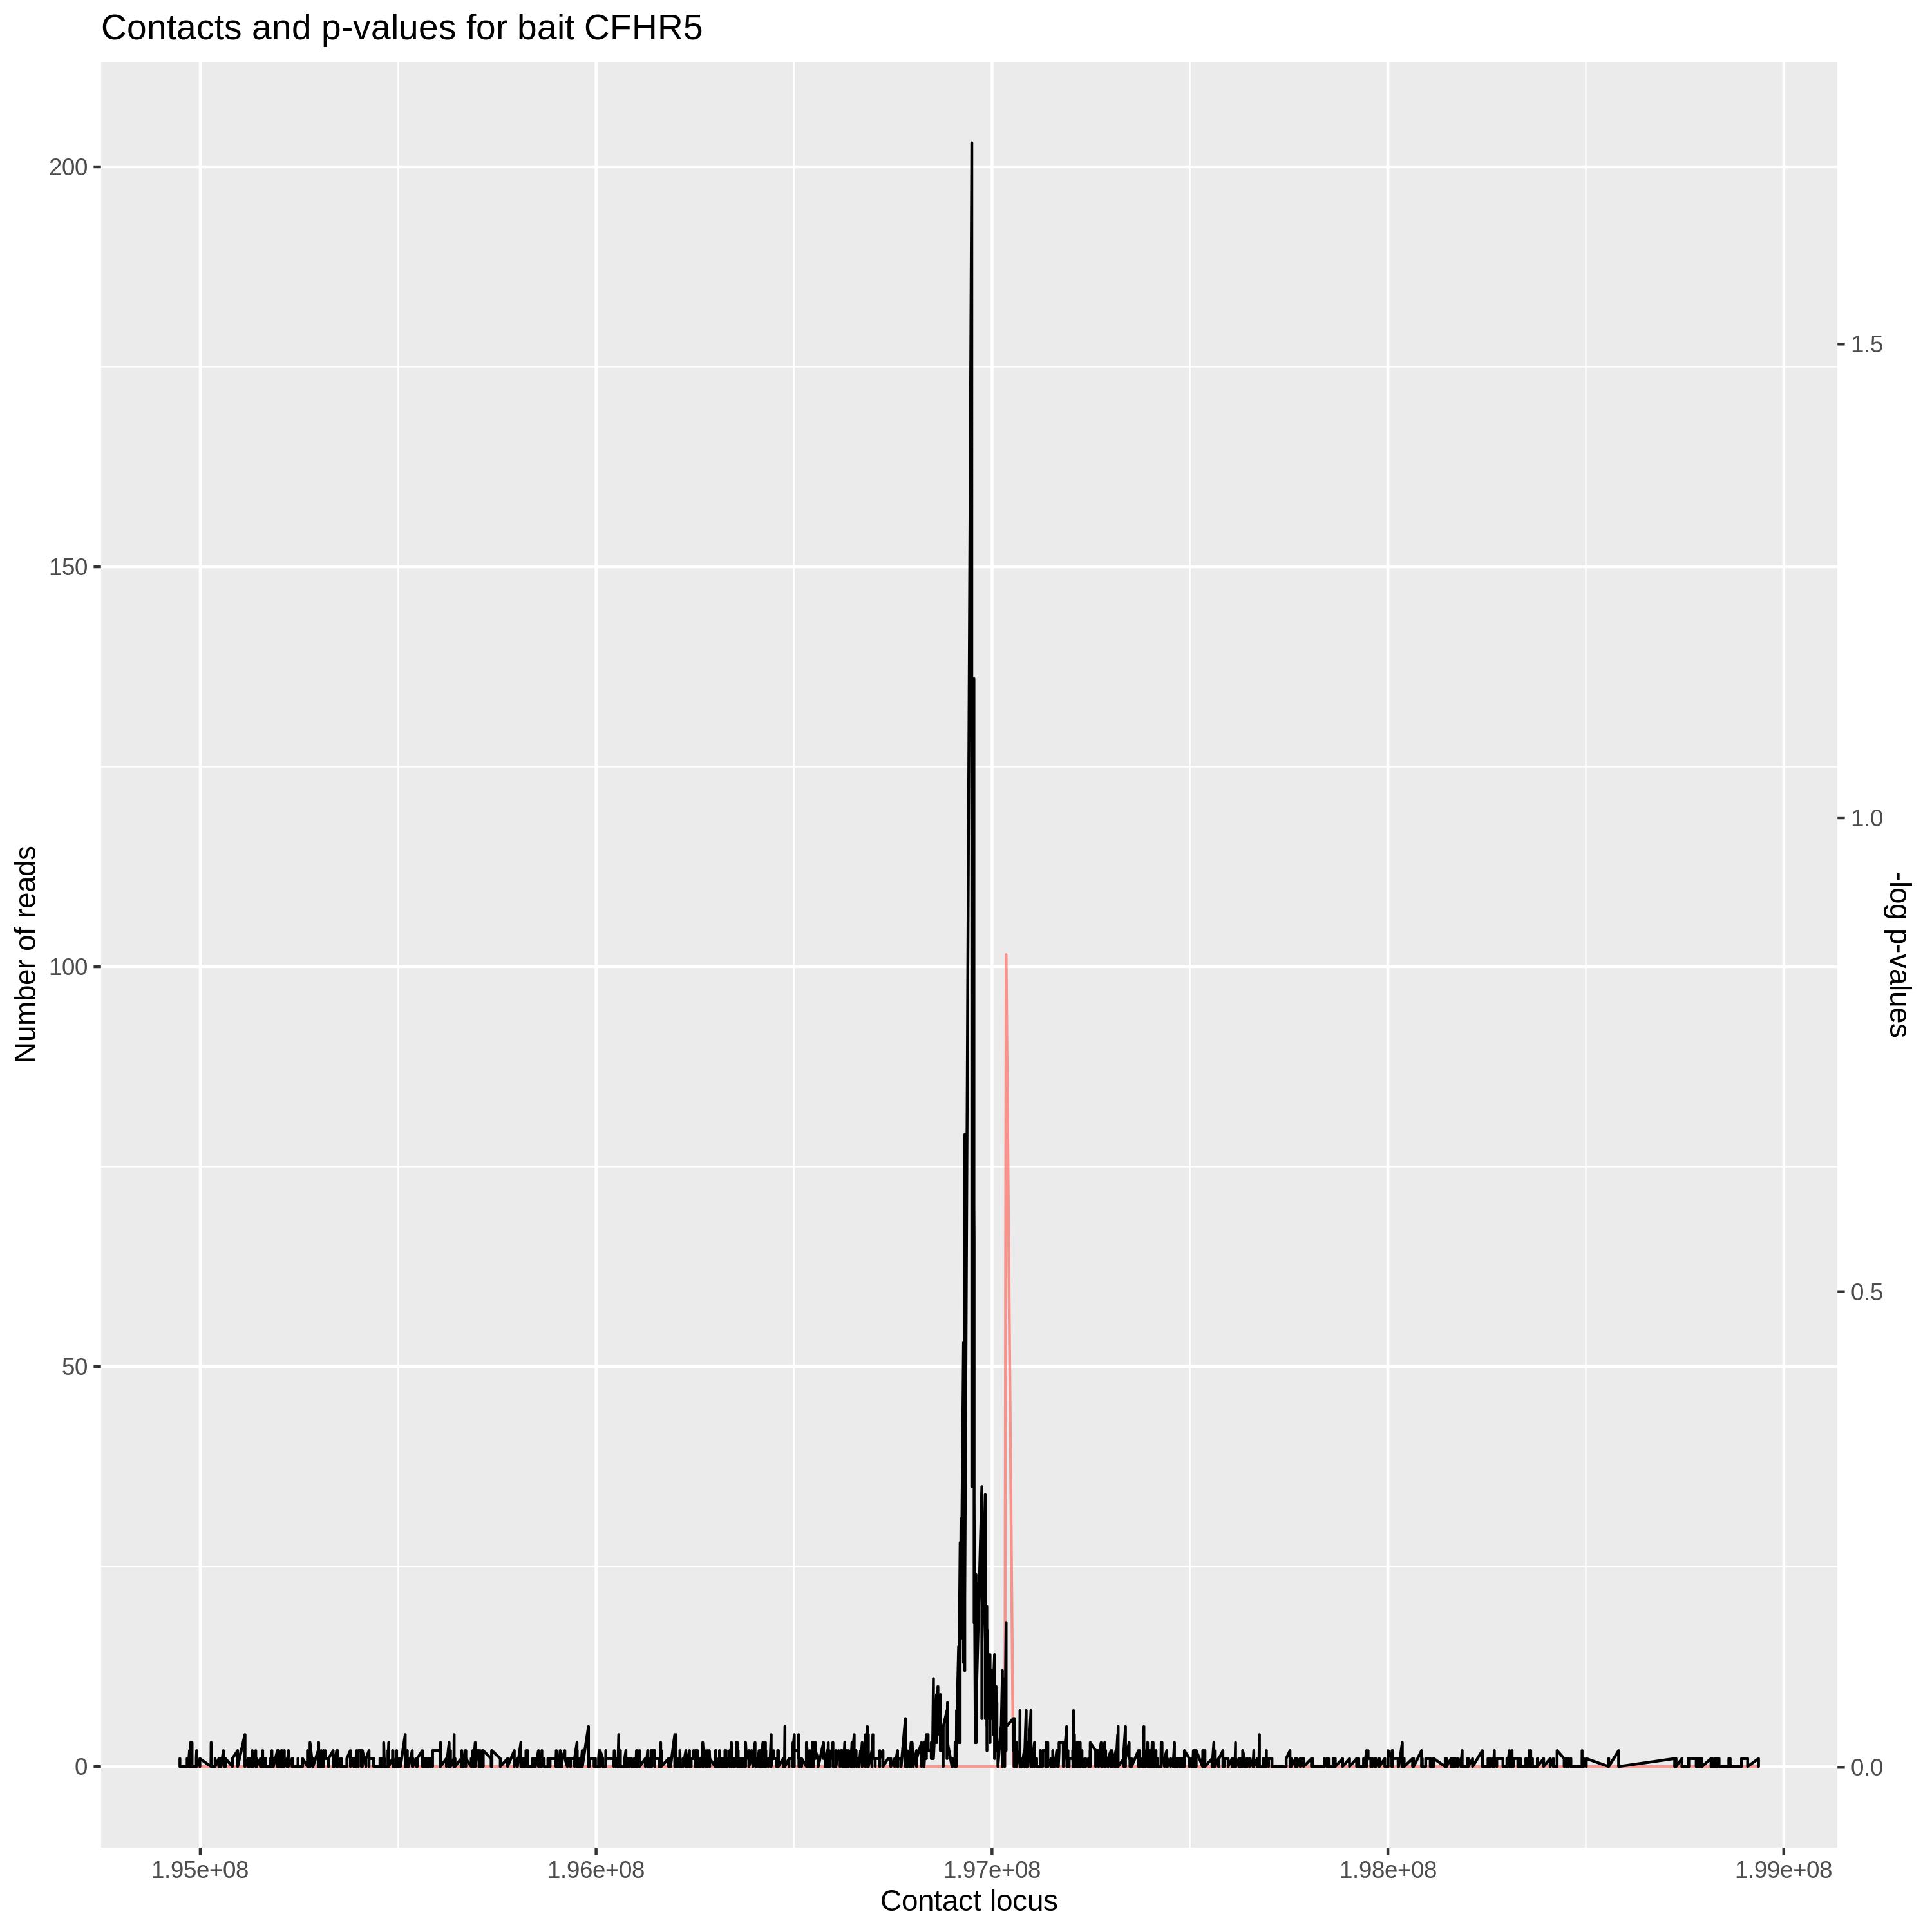 Contacts and p-values for bait CFHR5
200
150
100
50
0
Number of reads
1.5
1.0
0.5
0.0
-log p-values
1.95e+08
1.96e+08
1.97e+08
1.98e+08
1.99e+08
Contact locus